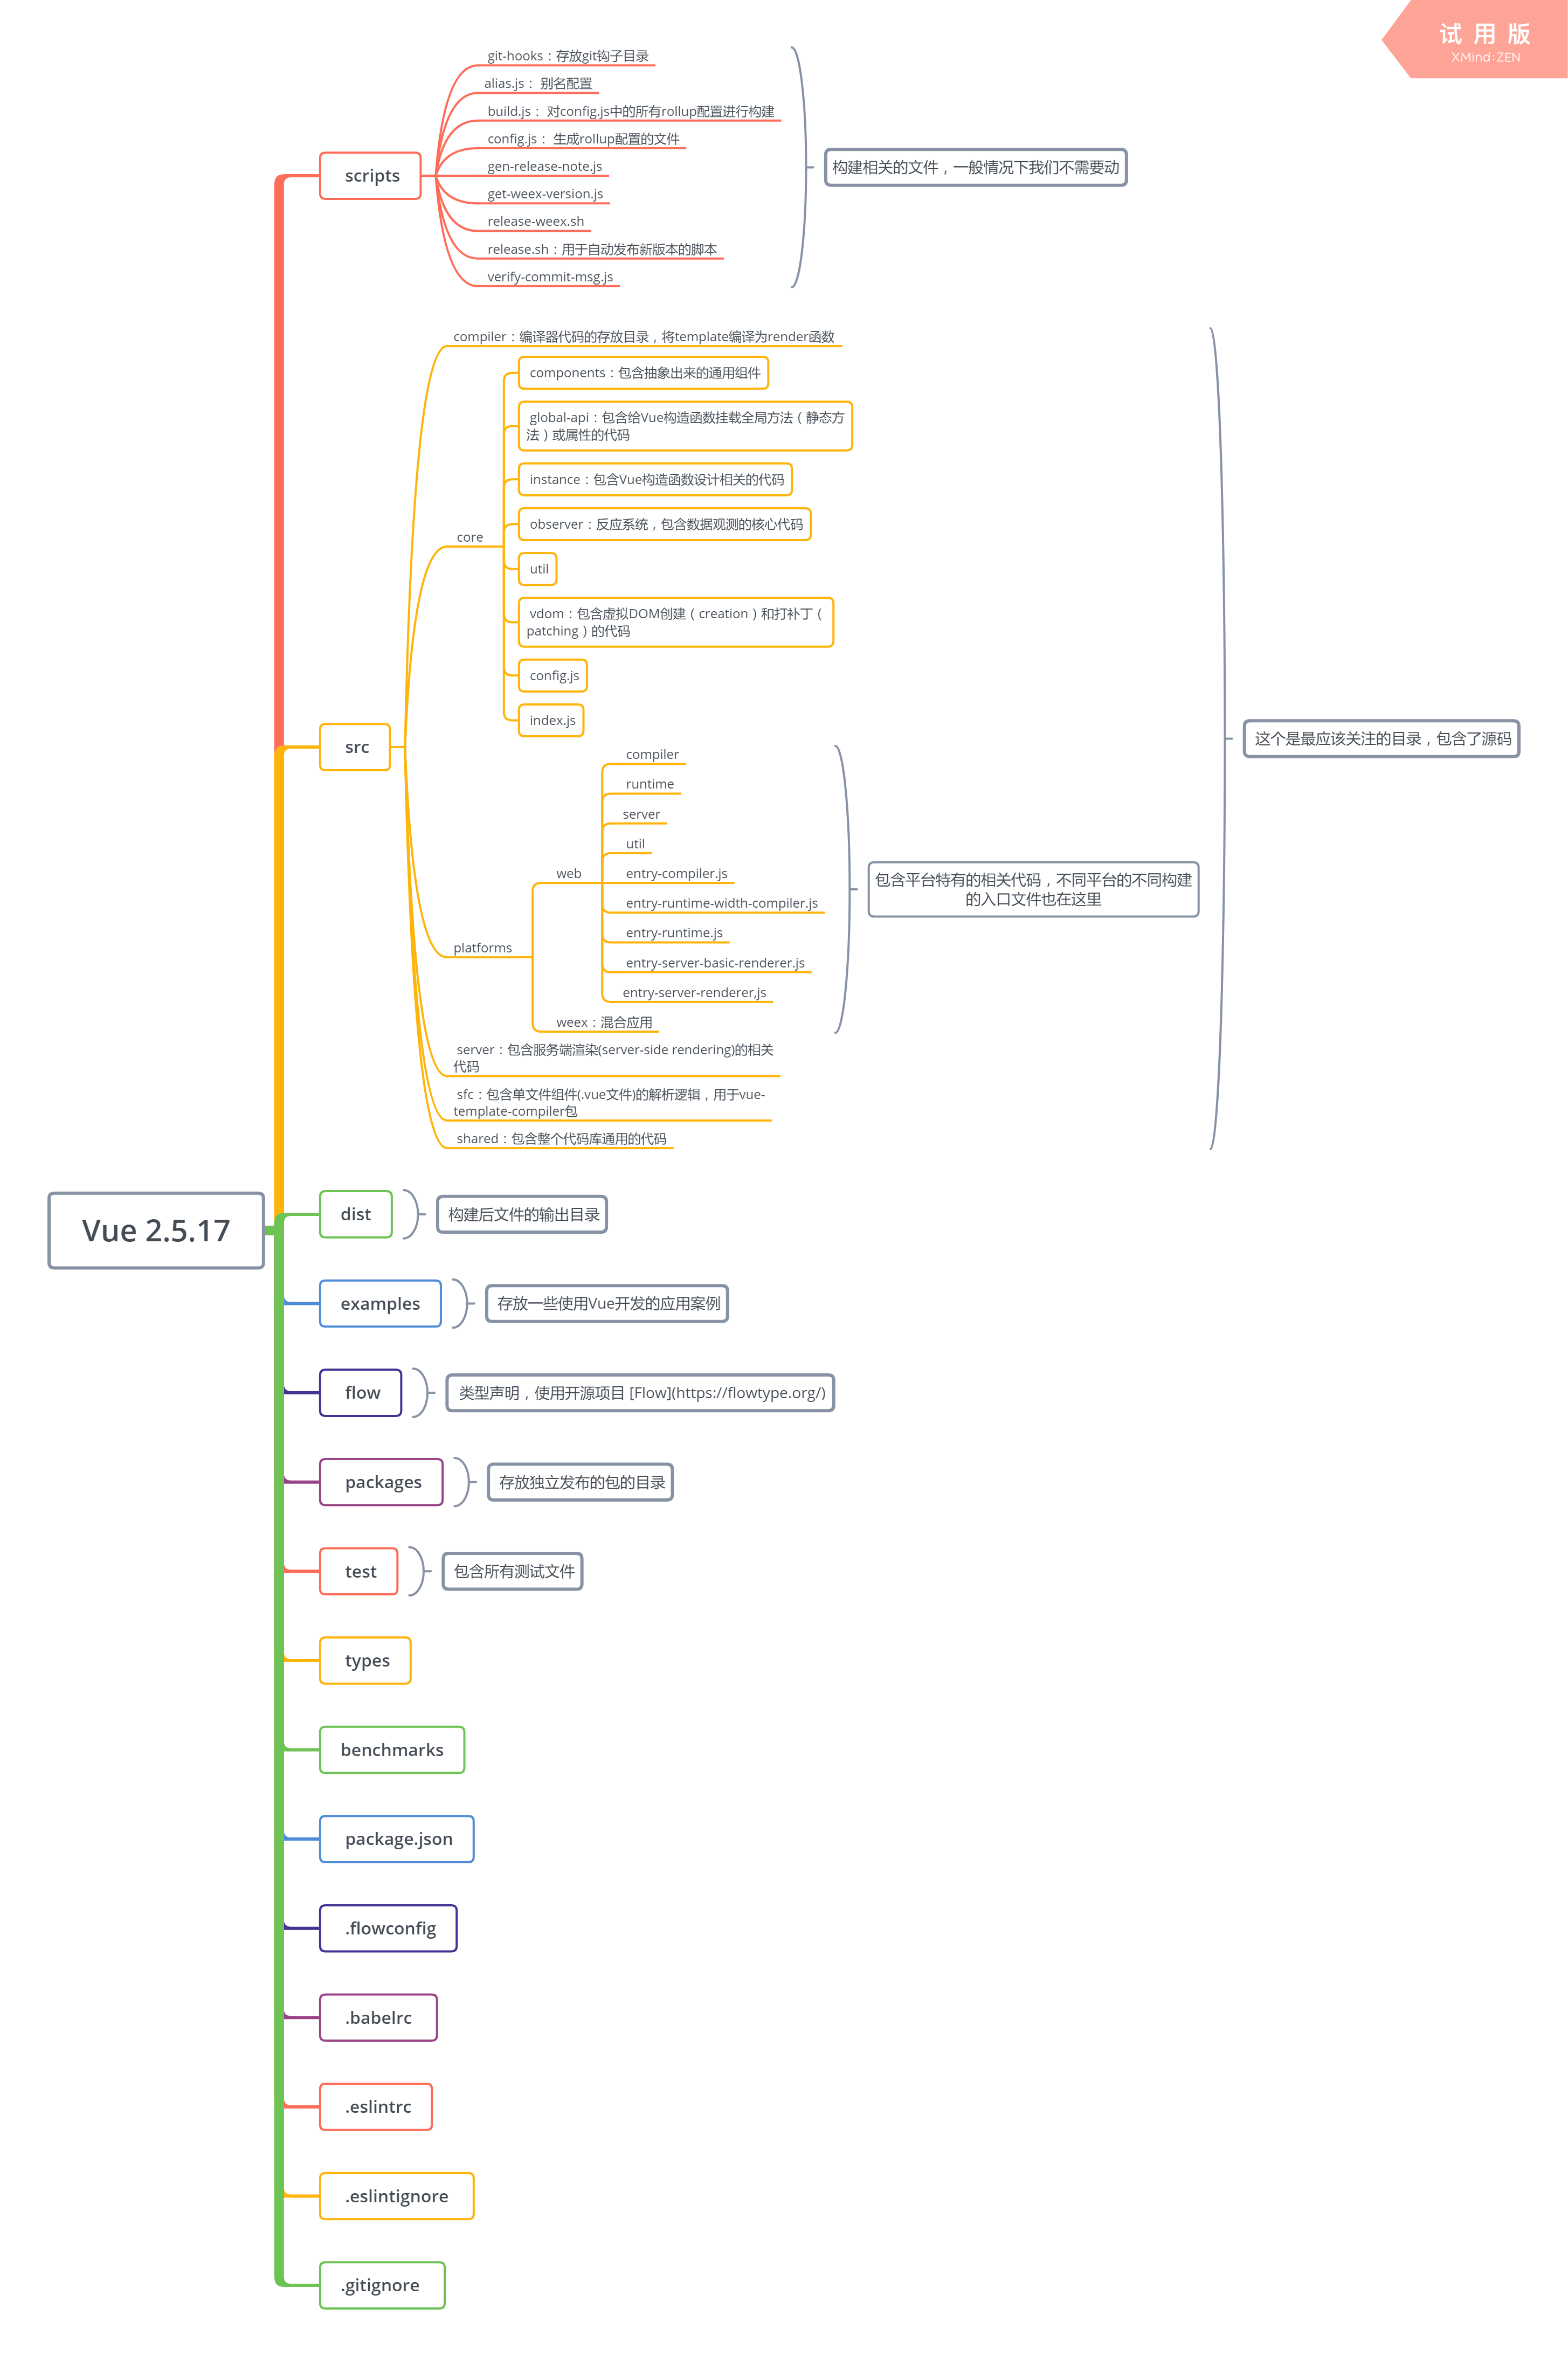 试用版
XMind:ZEN
git-hooks：存放git钩子目录
alias.js： 别名配置
build.js： 对config.js中的所有rollup配置进行构建
config.js： 生成rollup配置的文件
gen-release-note.js
get-weex-version.js
release-weex.sh
release.sh：用于自动发布新版本的脚本
verify-commit-msg.js
scripts
构建相关的文件，一般情况下我们不需要动
compiler：编译器代码的存放目录，将template编译为render函数
components：包含抽象出来的通用组件
global-api：包含给Vue构造函数挂载全局方法（静态方
法）或属性的代码
instance：包含Vue构造函数设计相关的代码
observer：反应系统，包含数据观测的核心代码
core
util
vdom：包含虚拟DOM创建（creation）和打补丁（
patching）的代码
config.js
index.js
src
这个是最应该关注的目录，包含了源码
compiler
runtime
server
util
web
entry-compiler.js
entry-runtime-width-compiler.js
entry-runtime.js
entry-server-basic-renderer.js
entry-server-renderer,js
包含平台特有的相关代码，不同平台的不同构建
的入口文件也在这里
platforms
weex：混合应用
server：包含服务端渲染(server-side rendering)的相关
代码
sfc：包含单文件组件(.vue文件)的解析逻辑，用于vue-
template-compiler包
shared：包含整个代码库通用的代码
Vue 2.5.17
dist
构建后文件的输出目录
examples
存放一些使用Vue开发的应用案例
flow
类型声明，使用开源项目 [Flow](https://flowtype.org/)
packages
存放独立发布的包的目录
test
包含所有测试文件
types
benchmarks
package.json
.flowconfig
.babelrc
.eslintrc
.eslintignore
.gitignore